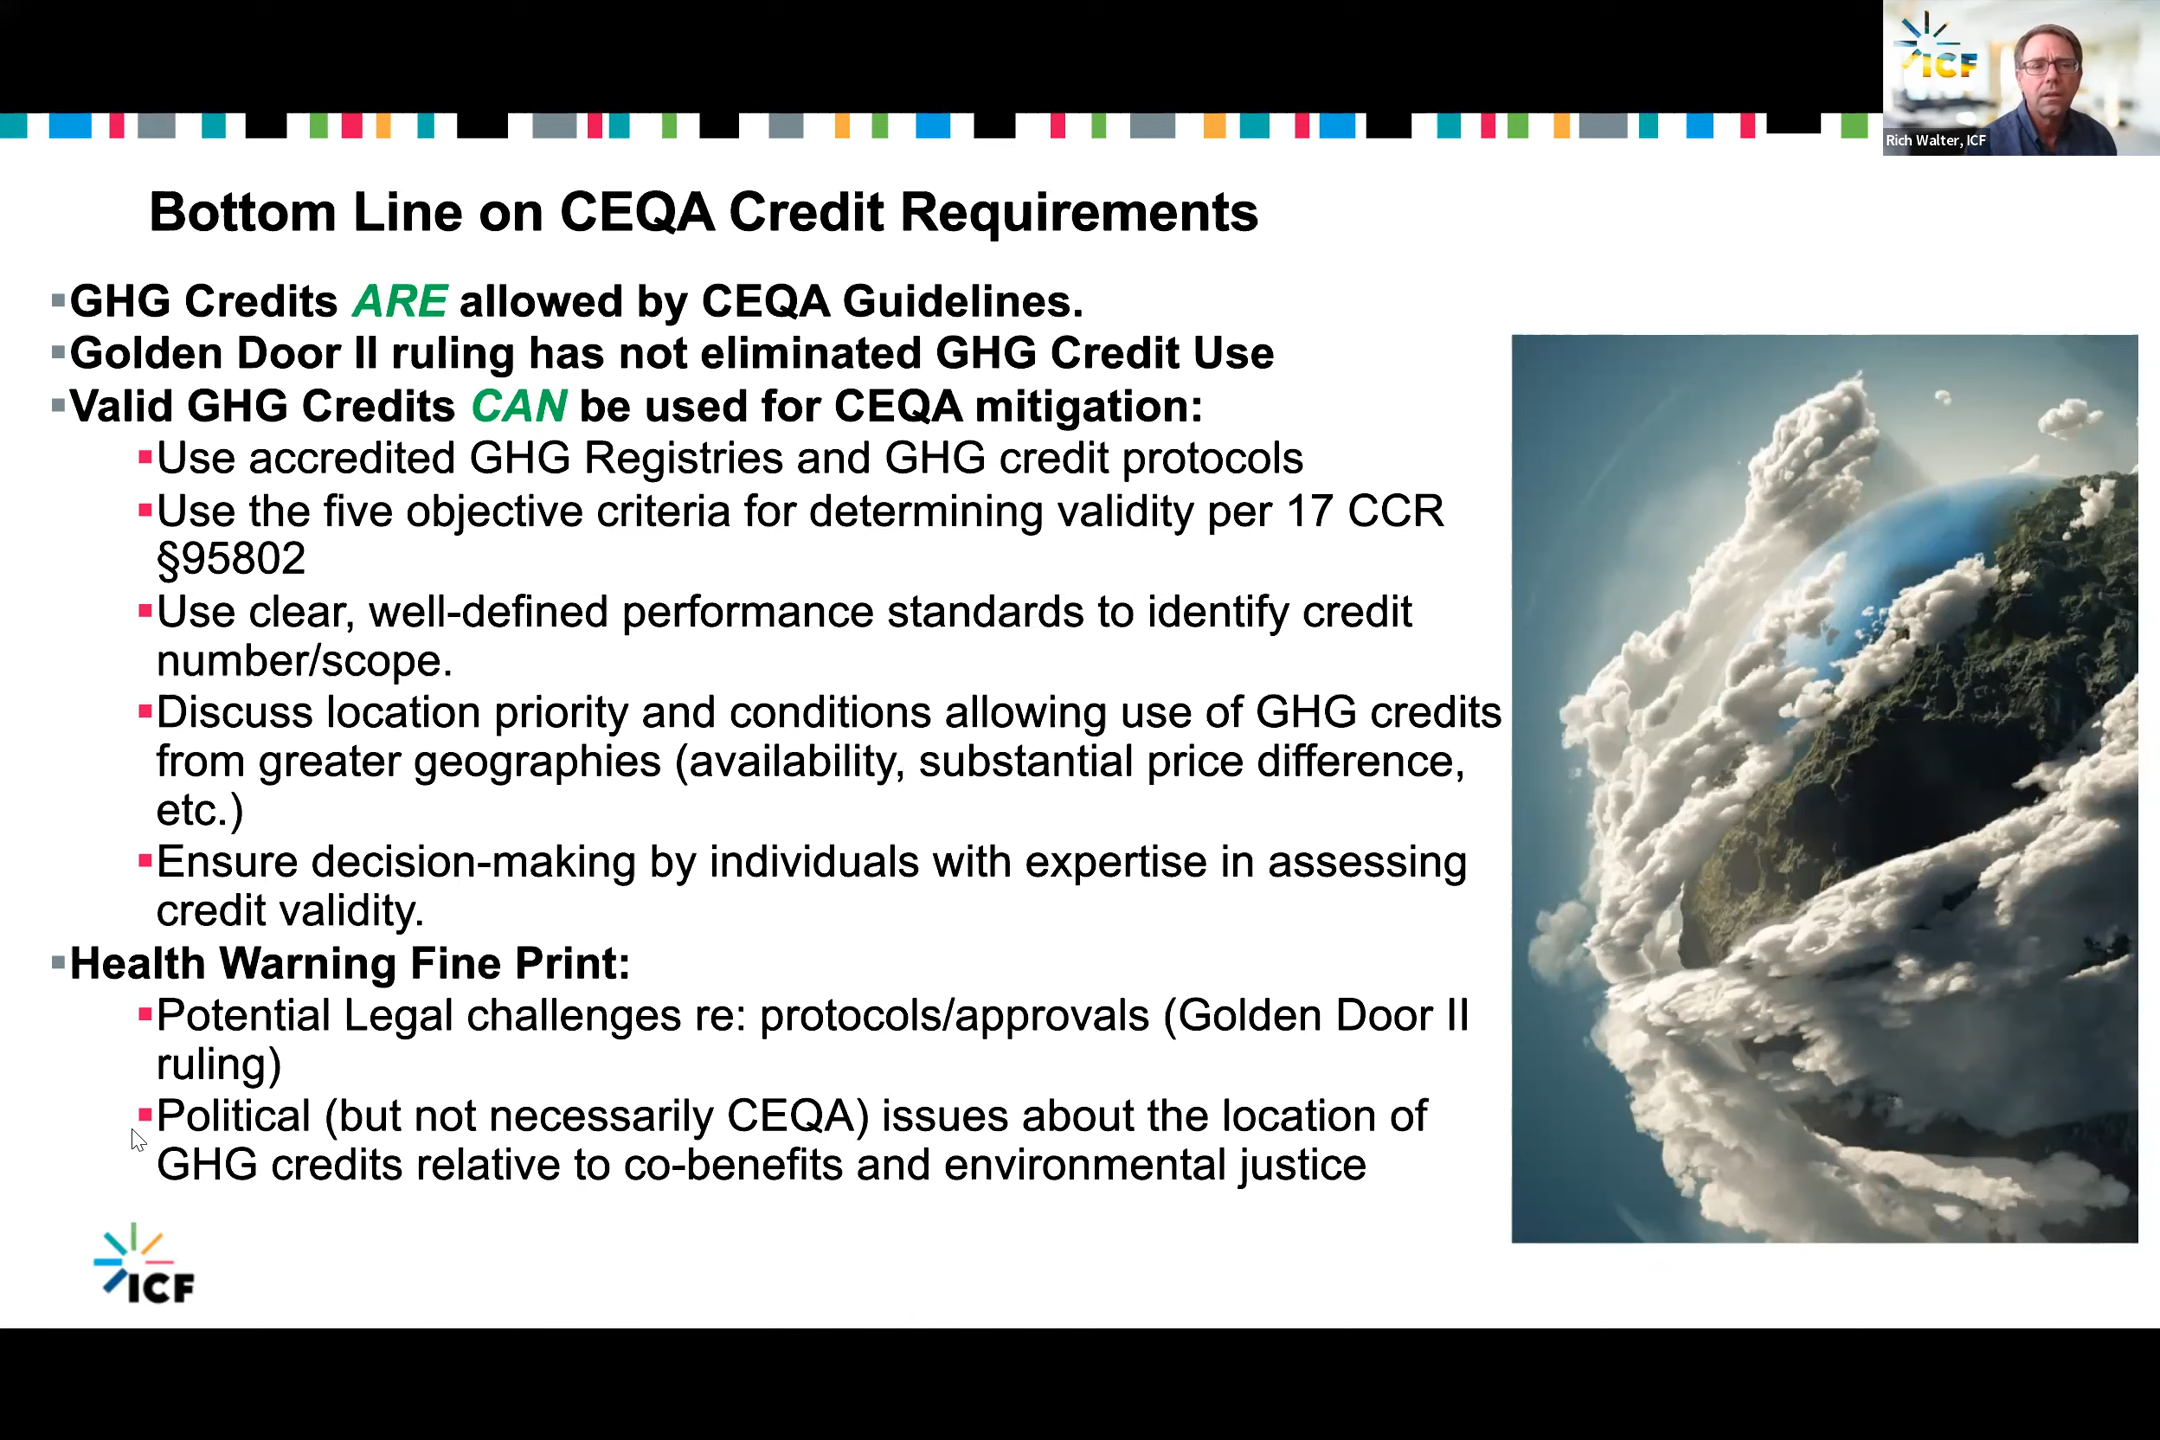 ICF
Rich Walter, ICF
Bottom Line on CEQA Credit Requirements
▪GHG Credits ARE allowed by CEQA Guidelines.
▪Golden Door II ruling has not eliminated GHG Credit Use
▪Valid GHG Credits CAN be used for CEQA mitigation:
▪Use accredited GHG Registries and GHG credit protocols
▪Use the five objective criteria for determining validity per 17 CCR
§95802
▪Use clear, well-defined performance standards to identify credit
number/scope.
▪Discuss location priority and conditions allowing use of GHG credits
from greater geographies (availability, substantial price difference,
etc.)
▪Ensure decision-making by individuals with expertise in assessing
credit validity.
▪Health Warning Fine Print:
▪Potential Legal challenges re: protocols/approvals (Golden Door II
ruling)
▪Political (but not necessarily CEQA) issues about the location of
GHG credits relative to co-benefits and environmental justice
ICF